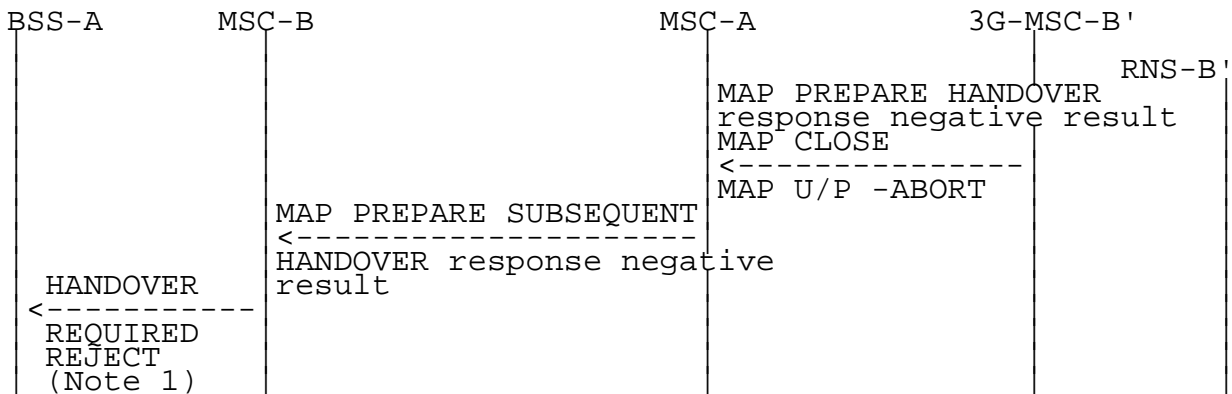 BSS-A MSC-B MSC-A 3G-MSC-B'
RNS-B'
MAP PREPARE HANDOVER
response negative result
MAP CLOSE
MAP U/P -ABORT
MAP PREPARE SUBSEQUENT
HANDOVER response negative
result
HANDOVER
REQUIRED
REJECT
(Note 1)